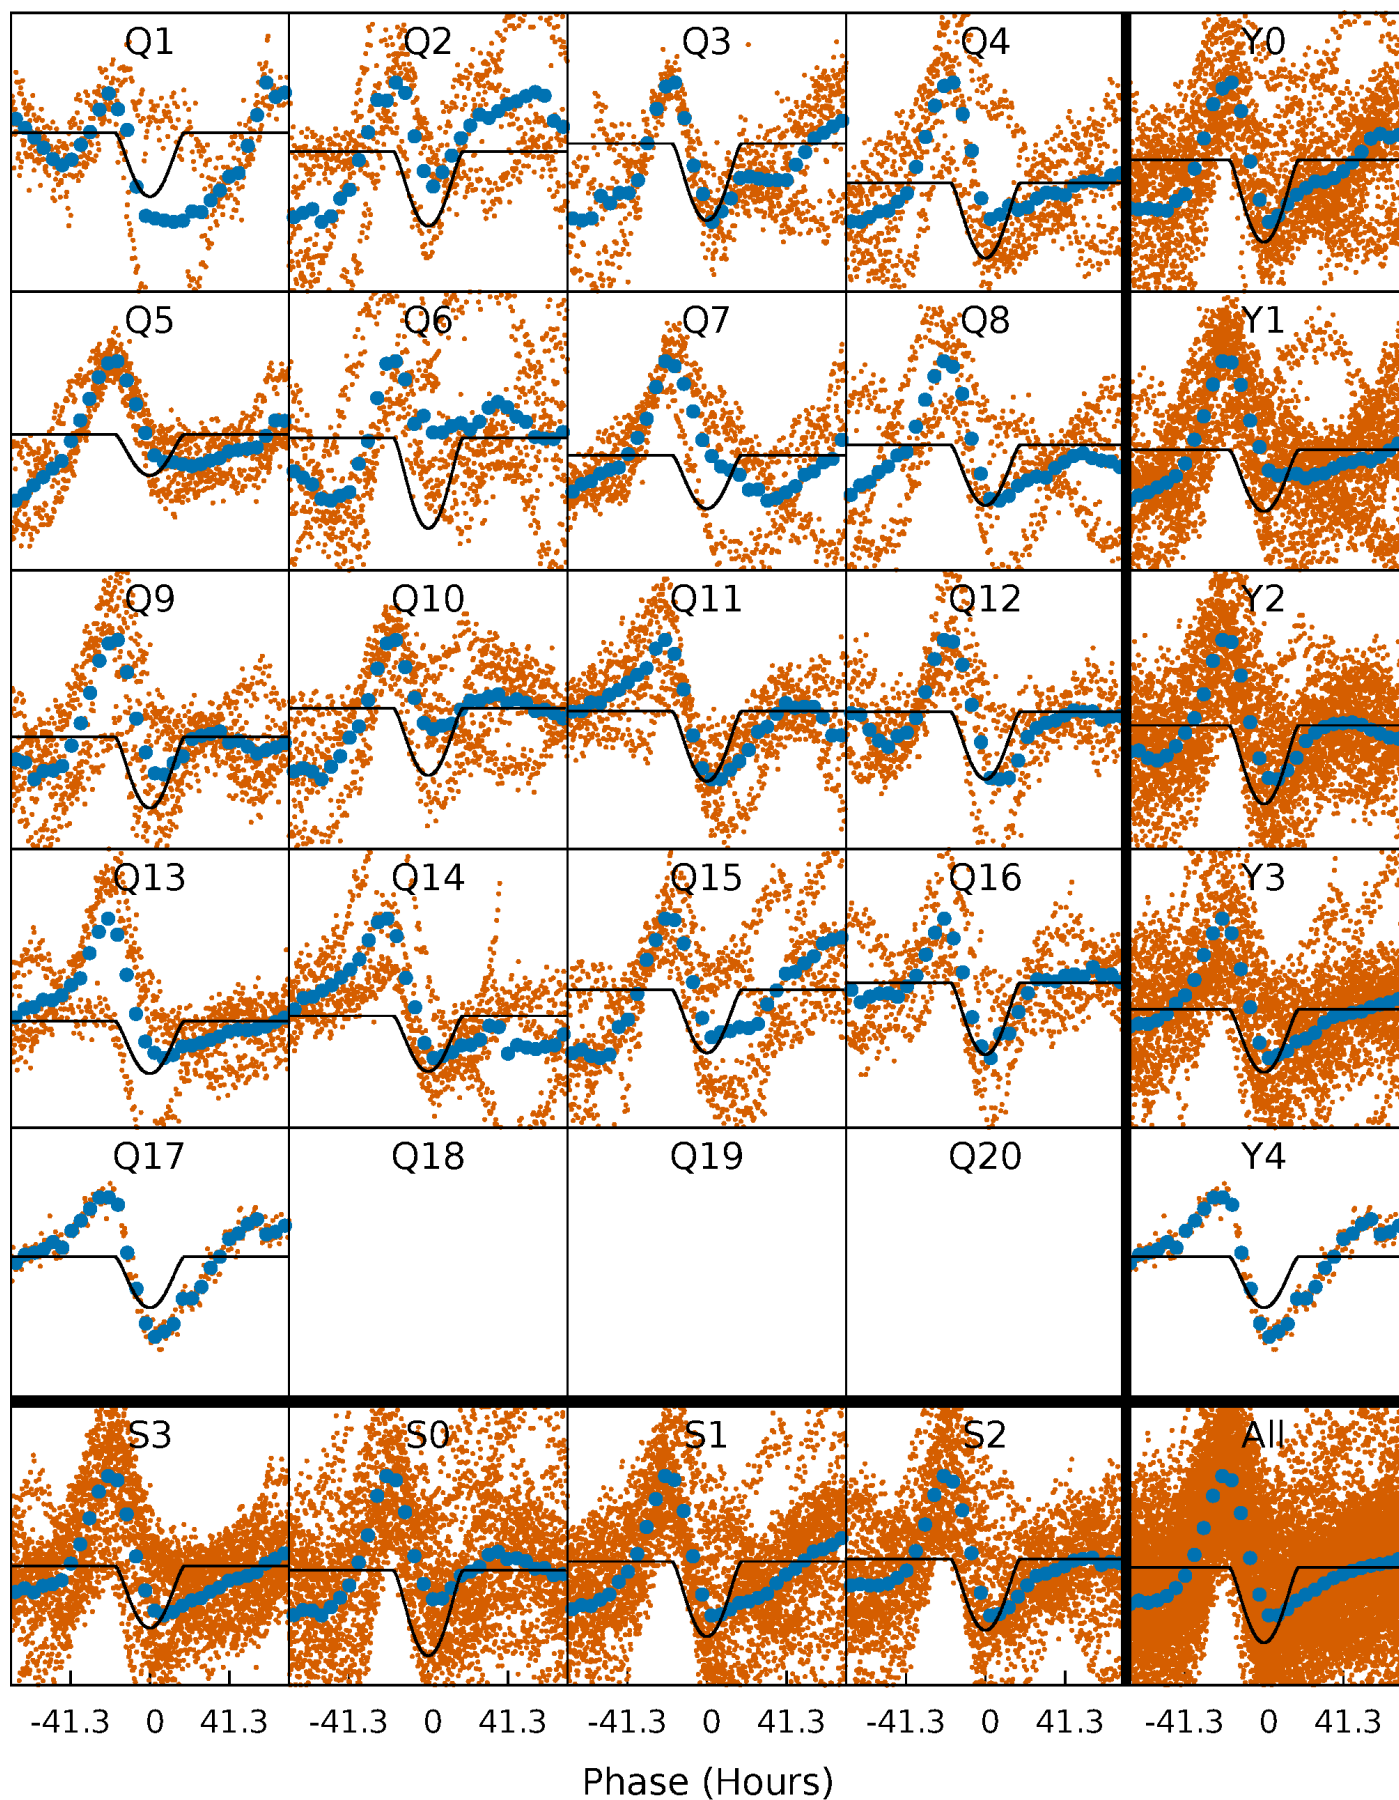 Q1 Q2 Q3 Q4 Y0
Q5 Q6 Q7 Q8 Y1
Q9 Q10 Q11 Q12 Y2
Q13 Q14 Q15 Q16 Y3
Q17 Q18 Q19 Q20 Y4
S3 S0 S1 S2 All
-41.3 0 41.3 -41.3 0 41.3 -41.3 0 41.3 -41.3 0 41.3 -41.3 0 41.3
Phase (Hours)